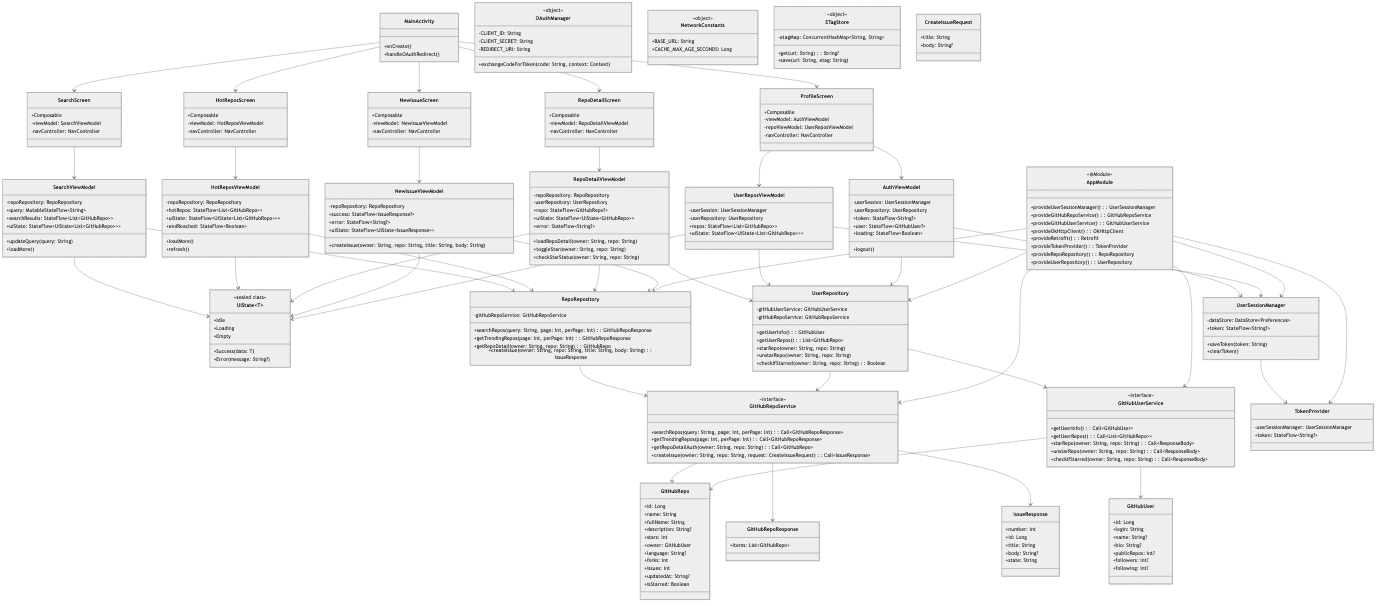 MainActivity
+onCreate()
+handleOAuthRedirect()
«object»
OAuthManager
-CLIENT_ID: String
-CLIENT_SECRET: String
-REDIRECT_URI: String
+exchangeCodeForToken(code: String, context: Context)
«object»
NetworkConstants
+BASE_URL: String
+CACHE_MAX_AGE_SECONDS: Long
«object»
ETagStore
-etagMap: ConcurrentHashMap<String, String>
+get(url: String) : : String?
+save(url: String, etag: String)
CreateIssueRequest
+title: String
+body: String?
SearchScreen
+Composable
-viewModel: SearchViewModel
-navController: NavController
HotReposScreen
+Composable
-viewModel: HotReposViewModel
-navController: NavController
NewIssueScreen
+Composable
-viewModel: NewIssueViewModel
-navController: NavController
RepoDetailScreen
+Composable
-viewModel: RepoDetailViewModel
-navController: NavController
ProfileScreen
+Composable
-viewModel: AuthViewModel
-repoViewModel: UserReposViewModel
-navController: NavController
SearchViewModel
-repoRepository: RepoRepository
+query: MutableStateFlow<String>
+searchResults: StateFlow<List<GitHubRepo>>
+uiState: StateFlow<UiState<List<GitHubRepo>>>
+updateQuery(query: String)
+loadMore()
HotReposViewModel
-repoRepository: RepoRepository
+hotRepos: StateFlow<List<GitHubRepo>>
+uiState: StateFlow<UiState<List<GitHubRepo>>>
+endReached: StateFlow<Boolean>
+loadMore()
+refresh()
NewIssueViewModel
-repoRepository: RepoRepository
+success: StateFlow<IssueResponse?>
+error: StateFlow<String?>
+uiState: StateFlow<UiState<IssueResponse>>
+createIssue(owner: String, repo: String, title: String, body: String)
RepoDetailViewModel
-repoRepository: RepoRepository
-userRepository: UserRepository
+repo: StateFlow<GitHubRepo?>
+uiState: StateFlow<UiState<GitHubRepo>>
+error: StateFlow<String?>
+loadRepoDetail(owner: String, repo: String)
+toggleStar(owner: String, repo: String)
+checkStarStatus(owner: String, repo: String)
UserReposViewModel
-userSession: UserSessionManager
-userRepository: UserRepository
+repos: StateFlow<List<GitHubRepo>>
+uiState: StateFlow<UiState<List<GitHubRepo>>>
AuthViewModel
-userSession: UserSessionManager
-userRepository: UserRepository
+token: StateFlow<String?>
+user: StateFlow<GitHubUser?>
+loading: StateFlow<Boolean>
+logout()
«@Module»
AppModule
+provideUserSessionManager() : : UserSessionManager
+provideGitHubRepoService() : : GitHubRepoService
+provideGitHubUserService() : : GitHubUserService
+provideOkHttpClient() : : OkHttpClient
+provideRetrofit() : : Retrofit
+provideTokenProvider() : : TokenProvider
+provideRepoRepository() : : RepoRepository
+provideUserRepository() : : UserRepository
«sealed class»
UiState<T>
+Idle
+Loading
+Empty
+Success(data: T)
+Error(message: String?)
RepoRepository
-gitHubRepoService: GitHubRepoService
+searchRepos(query: String, page: Int, perPage: Int) : : GitHubRepoResponse
+getTrendingRepos(page: Int, perPage: Int) : : GitHubRepoResponse
+getRepoDetail(owner: String, repo: String) : : GitHubRepo
+createIssue(owner: String, repo: String, title: String, body: String) : :
IssueResponse
UserRepository
-gitHubUserService: GitHubUserService
-gitHubRepoService: GitHubRepoService
+getUserInfo() : : GitHubUser
+getUserRepos() : : List<GitHubRepo>
+starRepo(owner: String, repo: String)
+unstarRepo(owner: String, repo: String)
+checkIfStarred(owner: String, repo: String) : : Boolean
UserSessionManager
-dataStore: DataStore<Preferences>
+token: StateFlow<String?>
+saveToken(token: String)
+clearToken()
«interface»
GitHubRepoService
+searchRepos(query: String, page: Int, perPage: Int) : : Call<GitHubRepoResponse>
+getTrendingRepos(page: Int, perPage: Int) : : Call<GitHubRepoResponse>
+getRepoDetailAuth(owner: String, repo: String) : : Call<GitHubRepo>
+createIssue(owner: String, repo: String, request: CreateIssueRequest) : : Call<IssueResponse>
«interface»
GitHubUserService
+getUserInfo() : : Call<GitHubUser>
+getUserRepos() : : Call<List<GitHubRepo>>
+starRepo(owner: String, repo: String) : : Call<ResponseBody>
+unstarRepo(owner: String, repo: String) : : Call<ResponseBody>
+checkIfStarred(owner: String, repo: String) : : Call<ResponseBody>
TokenProvider
-userSessionManager: UserSessionManager
+token: StateFlow<String?>
GitHubRepo
+id: Long
+name: String
+fullName: String
+description: String?
+stars: Int
+owner: GitHubUser
+language: String?
+forks: Int
+issues: Int
+updatedAt: String?
+isStarred: Boolean
GitHubRepoResponse
+items: List<GitHubRepo>
IssueResponse
+number: Int
+id: Long
+title: String
+body: String?
+state: String
GitHubUser
+id: Long
+login: String
+name: String?
+bio: String?
+publicRepos: Int?
+followers: Int?
+following: Int?